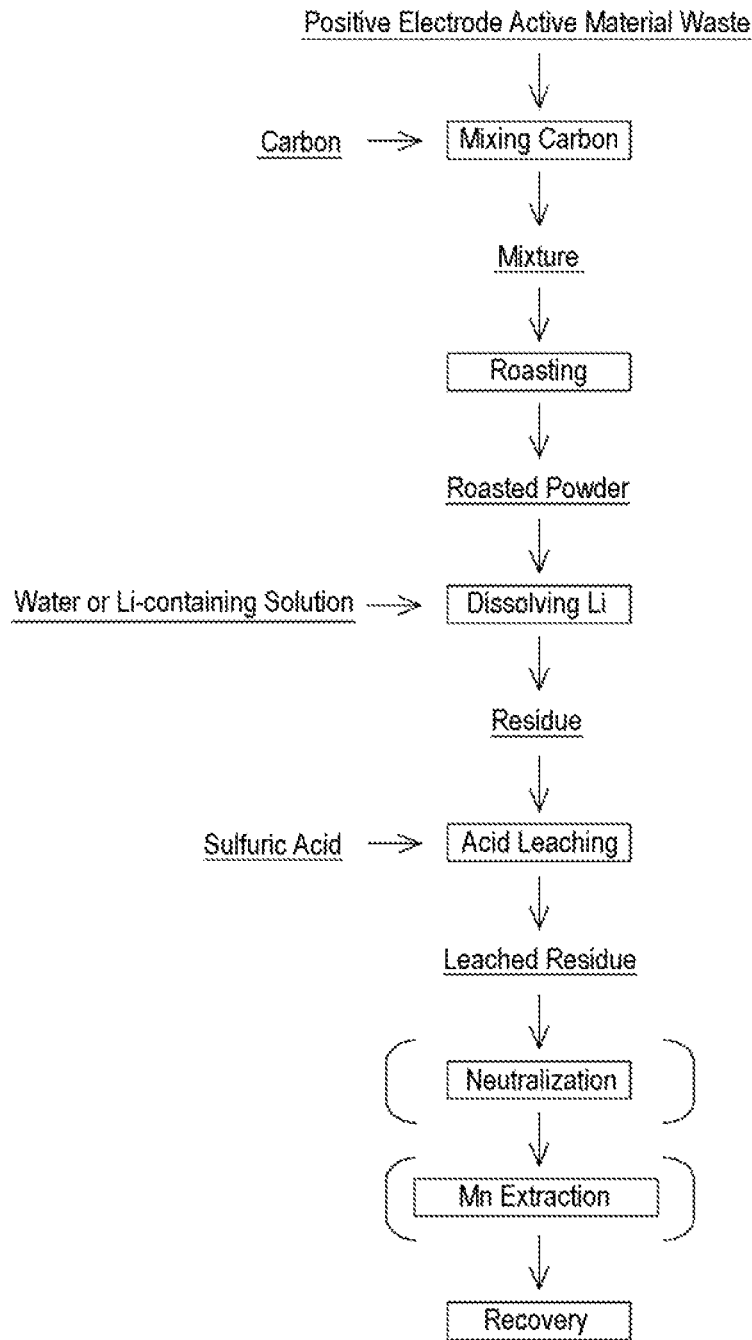 Positive Electrode Active Material Waste
Carbon
Mixing Carbon
Mixture
Roasting
Roasted Powder
Water or Li-containing Solution
Dissolving Li
Residue
Sulfuric Acid
Acid Leaching
Leached Residue
Neutralization
Mn Extraction
Recovery